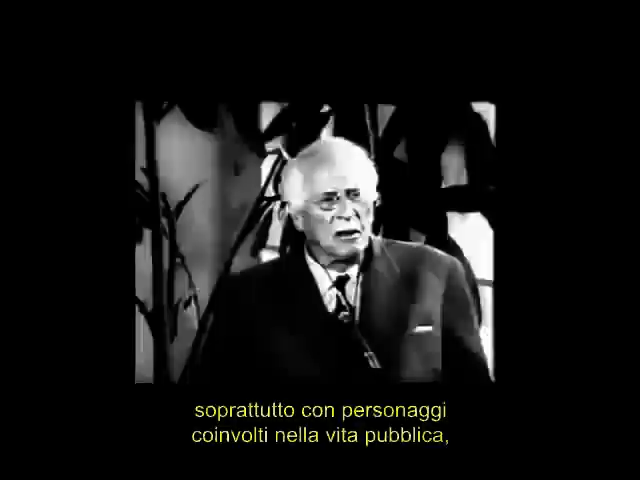 soprattutto con personaggi
coinvolti nella vita pubblica,